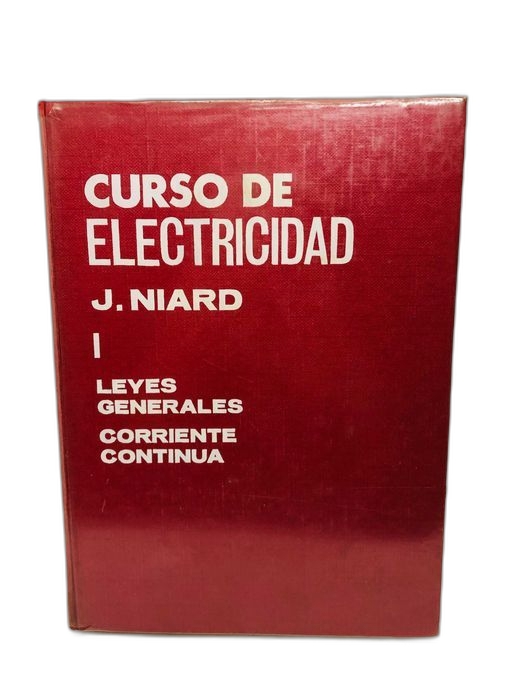 CURSO DE
ELECTRICIDAD
J. NIARD
I
LEYES
GENERALES
CORRIENTE
CONTINUA